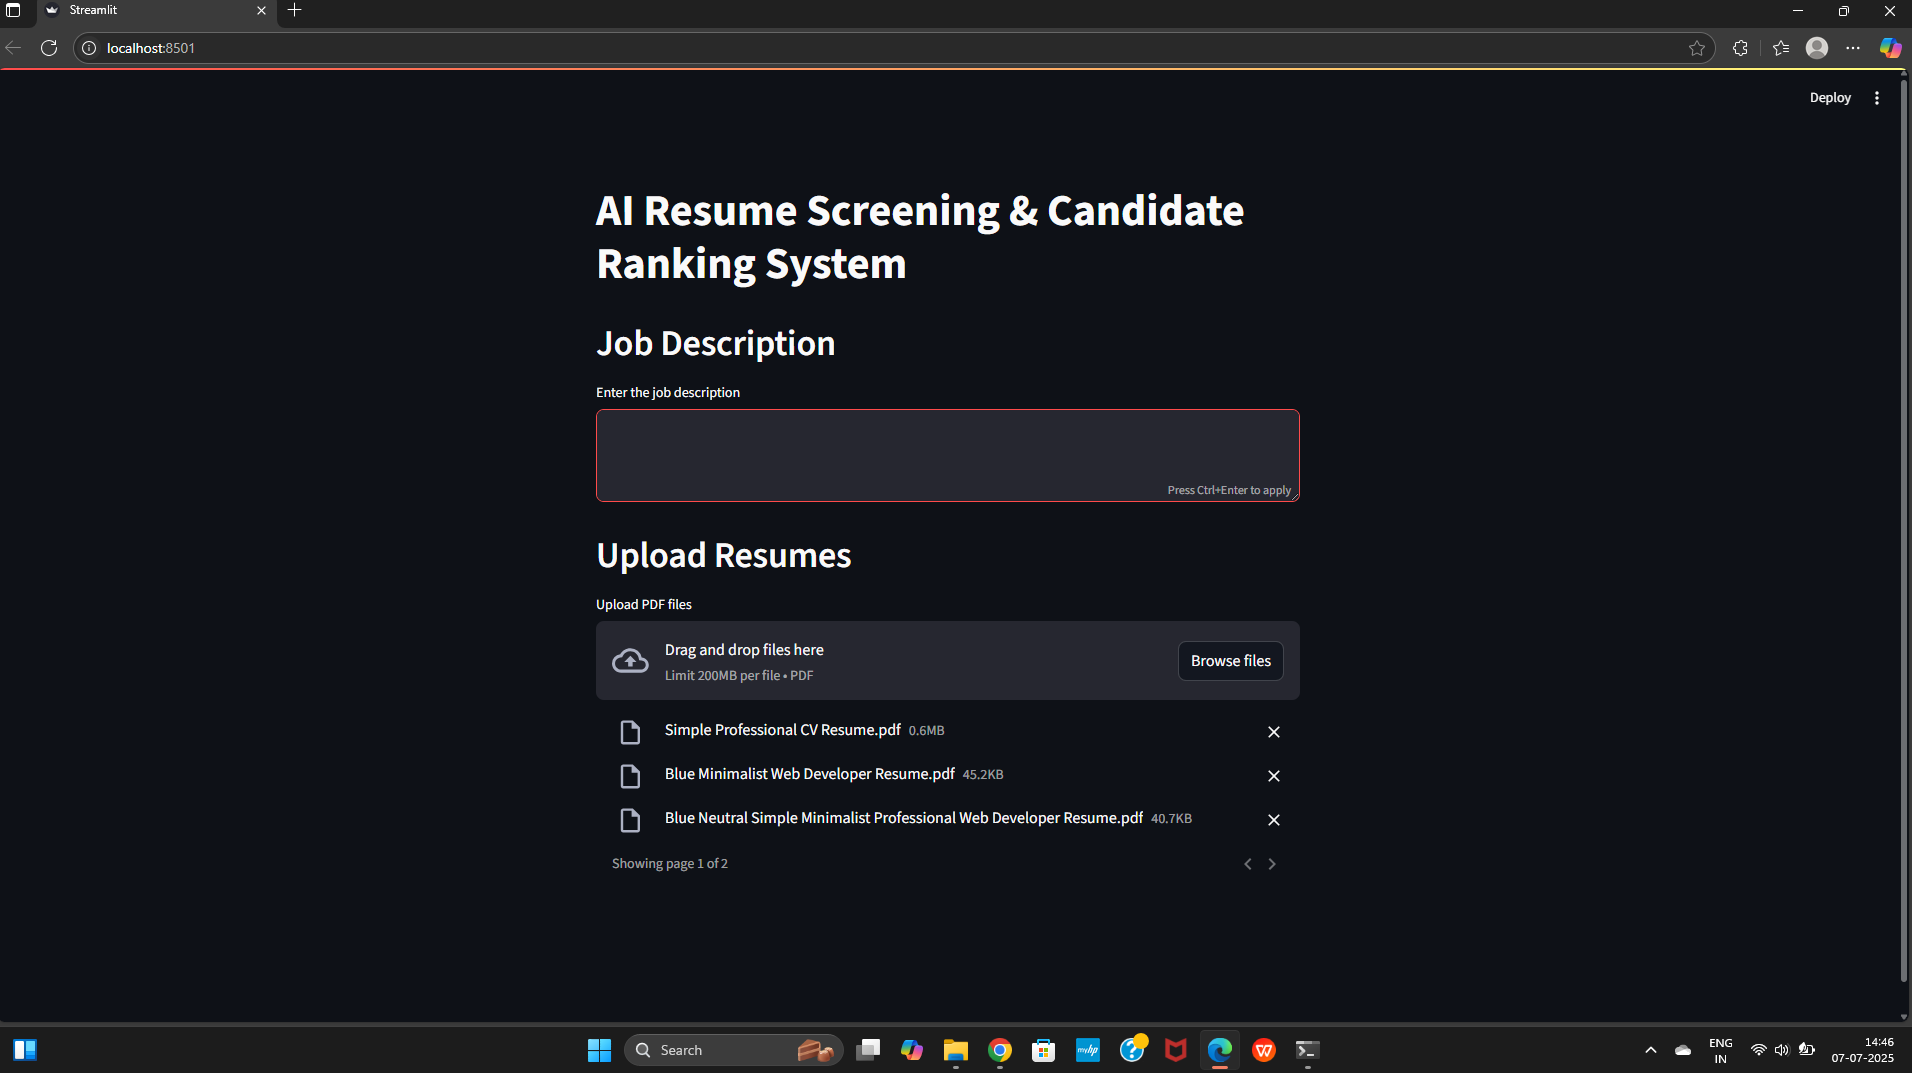 Streamlit
localhost:8501
Deploy
AI Resume Screening & Candidate
Ranking System
Job Description
Enter the job description
Press Ctrl+Enter to apply
Upload Resumes
Upload PDF files
Drag and drop files here
Limit 200MB per file • PDF
Browse files
Simple Professional CV Resume.pdf 0.6MB
Blue Minimalist Web Developer Resume.pdf 45.2KB
Blue Neutral Simple Minimalist Professional Web Developer Resume.pdf 40.7KB
Showing page 1 of 2
Search
myhp
ENG
IN
14:46
07-07-2025